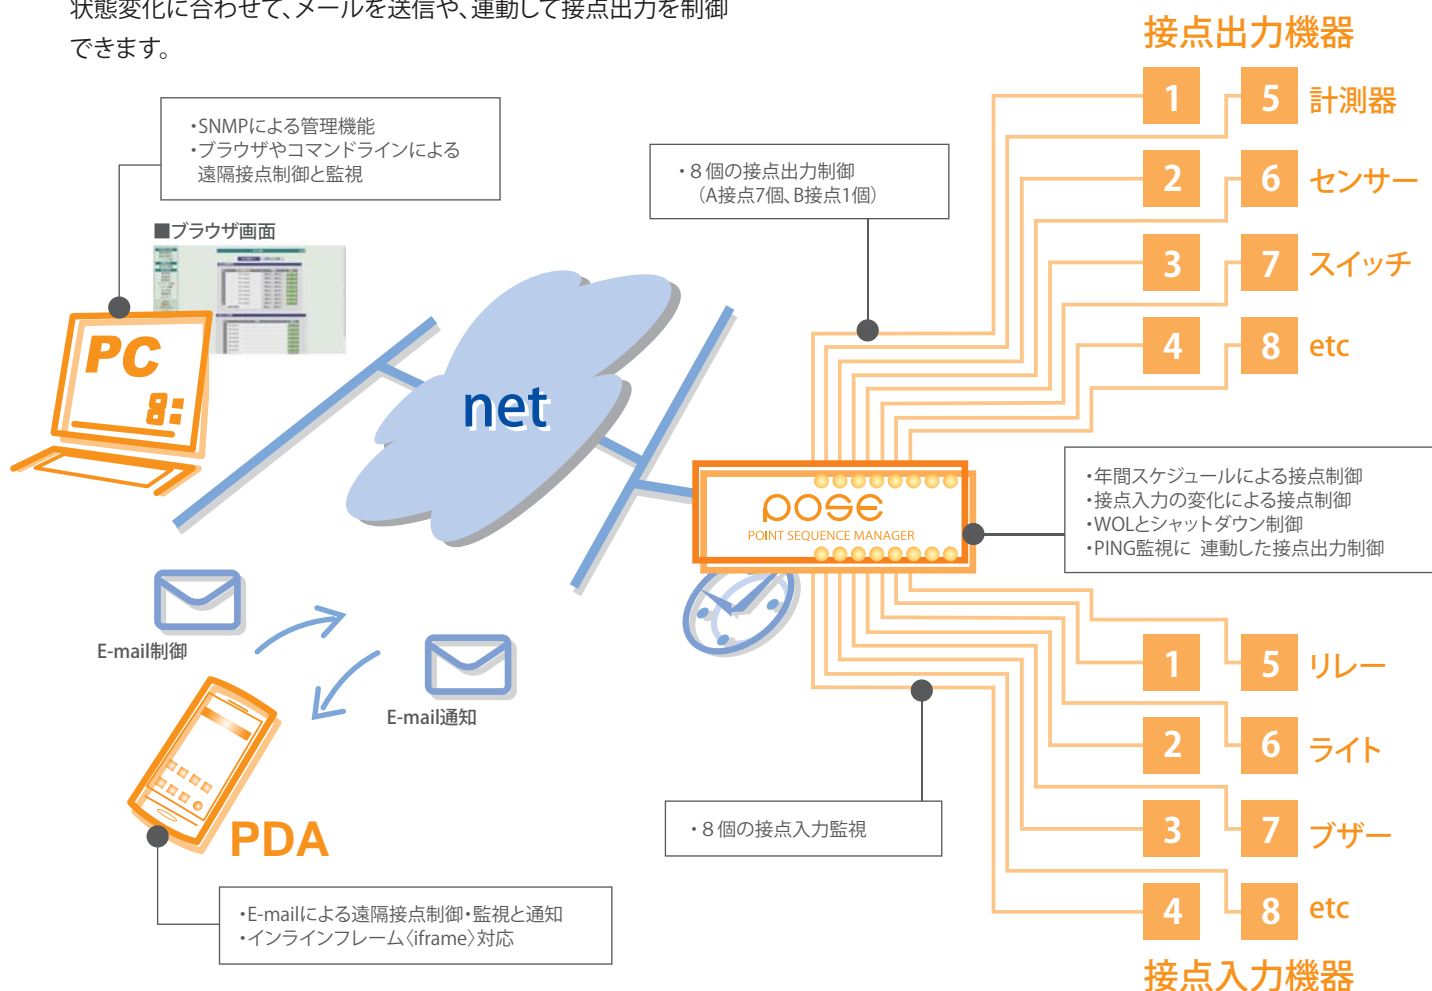 状態変化に合わせて、メールを送信や、連動して接点出力を制御
できます。
・SNMPによる管理機能
・ブラウザやコマンドラインによる
遠隔接点制御と監視
■ブラウザ画面
PC
net
・８個の接点出力制御
（A接点7個、B接点1個）
接点出力機器
1 5 計測器
2 6 センサー
3 7 スイッチ
4 8 etc
POSE
POINT SEQUENCE MANAGER
・年間スケジュールによる接点制御
・接点入力の変化による接点制御
・WOLとシャットダウン制御
・PING監視に 連動した接点出力制御
E-mail制御
E-mail通知
PDA
・E-mailによる遠隔接点制御・監視と通知
・インラインフレーム〈iframe〉対応
・８個の接点入力監視
1 5 リレー
2 6 ライト
3 7 ブザー
4 8 etc
接点入力機器